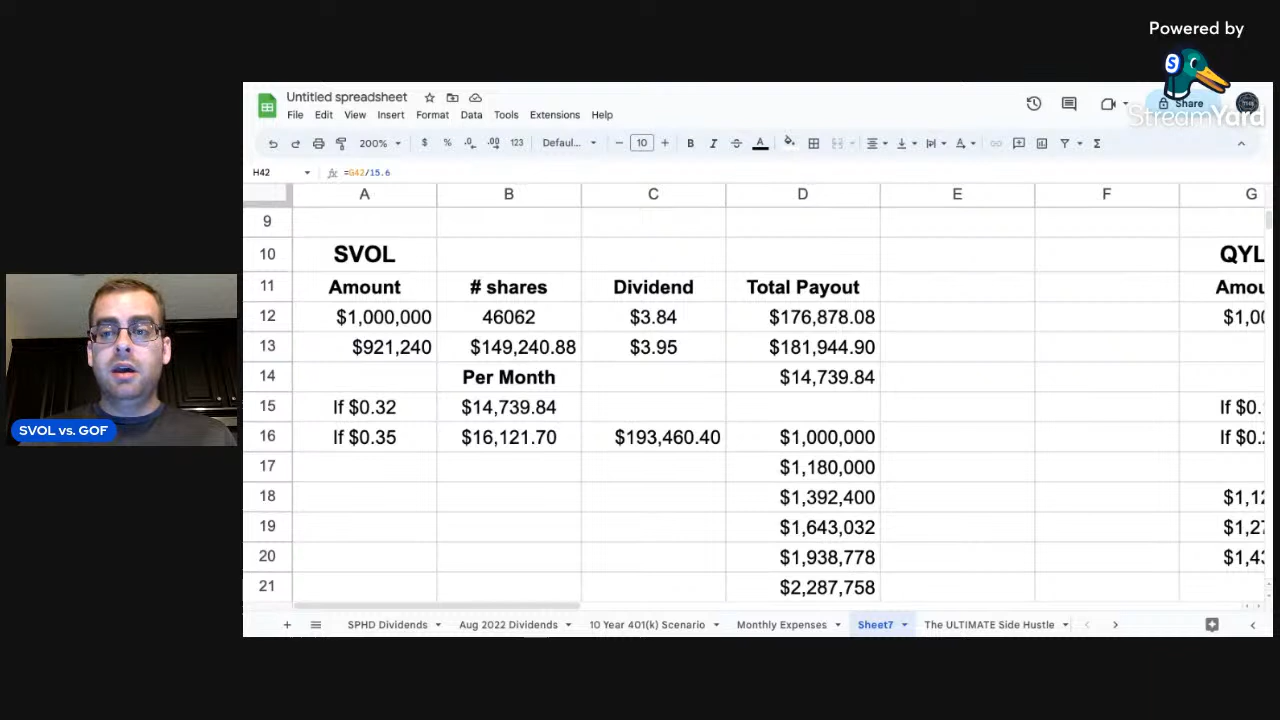 Powered by
StreamYard
Untitled spreadsheet
File Edit View Insert Format Data Tools Extensions Help
Share
200% $ % .0 .00 123 Defaul... − 10 + B I A Σ
H42 fx =G42/15.6
A B C D E F G
9
10 SVOL QYL
11 Amount # shares Dividend Total Payout Amou
12 $1,000,000 46062 $3.84 $176,878.08 $1,00
13 $921,240 $149,240.88 $3.95 $181,944.90
14 Per Month $14,739.84
15 If $0.32 $14,739.84 If $0.
16 If $0.35 $16,121.70 $193,460.40 $1,000,000 If $0.2
17 $1,180,000
18 $1,392,400 $1,12
19 $1,643,032 $1,27
20 $1,938,778 $1,43
21 $2,287,758
SVOL vs. GOF
SPHD Dividends Aug 2022 Dividends 10 Year 401(k) Scenario Monthly Expenses Sheet7 The ULTIMATE Side Hustle